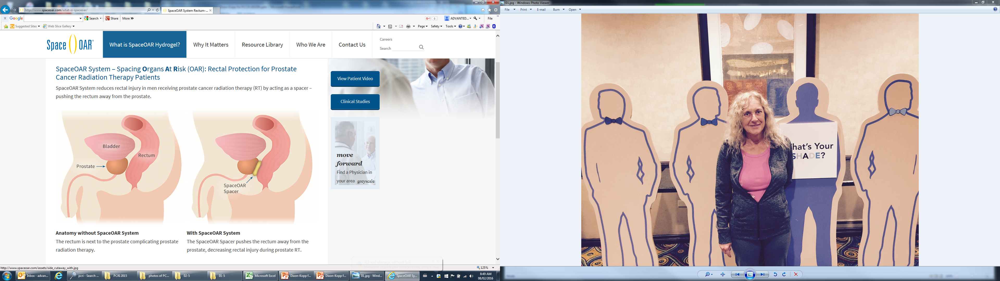 http://www.spaceoar.com/what-is-spaceoar/
SpaceOAR System Rectum-...
Google
Search
Share
More »
G+1 0
ADVANTED...
File
Suggested Sites
Web Slice Gallery
Page
Safety
Tools
Space OAR®
What is SpaceOAR Hydrogel?
Why It Matters
Resource Library
Who We Are
Contact Us
Careers
Search
SpaceOAR System – Spacing Organs At Risk (OAR): Rectal Protection for Prostate
Cancer Radiation Therapy Patients
SpaceOAR System reduces rectal injury in men receiving prostate cancer radiation therapy (RT) by acting as a spacer –
pushing the rectum away from the prostate.
Bladder
Rectum
Prostate
SpaceOAR
Spacer
Anatomy without SpaceOAR System
The rectum is next to the prostate complicating prostate
radiation therapy.
With SpaceOAR System
The SpaceOAR Spacer pushes the rectum away from the
prostate, decreasing rectal injury during prostate RT.
View Patient Video
Clinical Studies
move
forward
Find a Physician in
your area greyscale
http://www.spaceoar.com/assets/side_cutaway_with.jpg
125%
Inbox - advan...
pcri - Search ...
PCRI 2015
photos of PC...
02-5
01-5
Microsoft Excel
Dixon-Kopp f...
Dixon-Kopp f...
01.jpg - Wind...
SpaceOAR Sy...
8:49 AM
08/02/2016
01.jpg - Windows Photo Viewer
File
Print
E-mail
Burn
Open
hat's Your
SHADE?